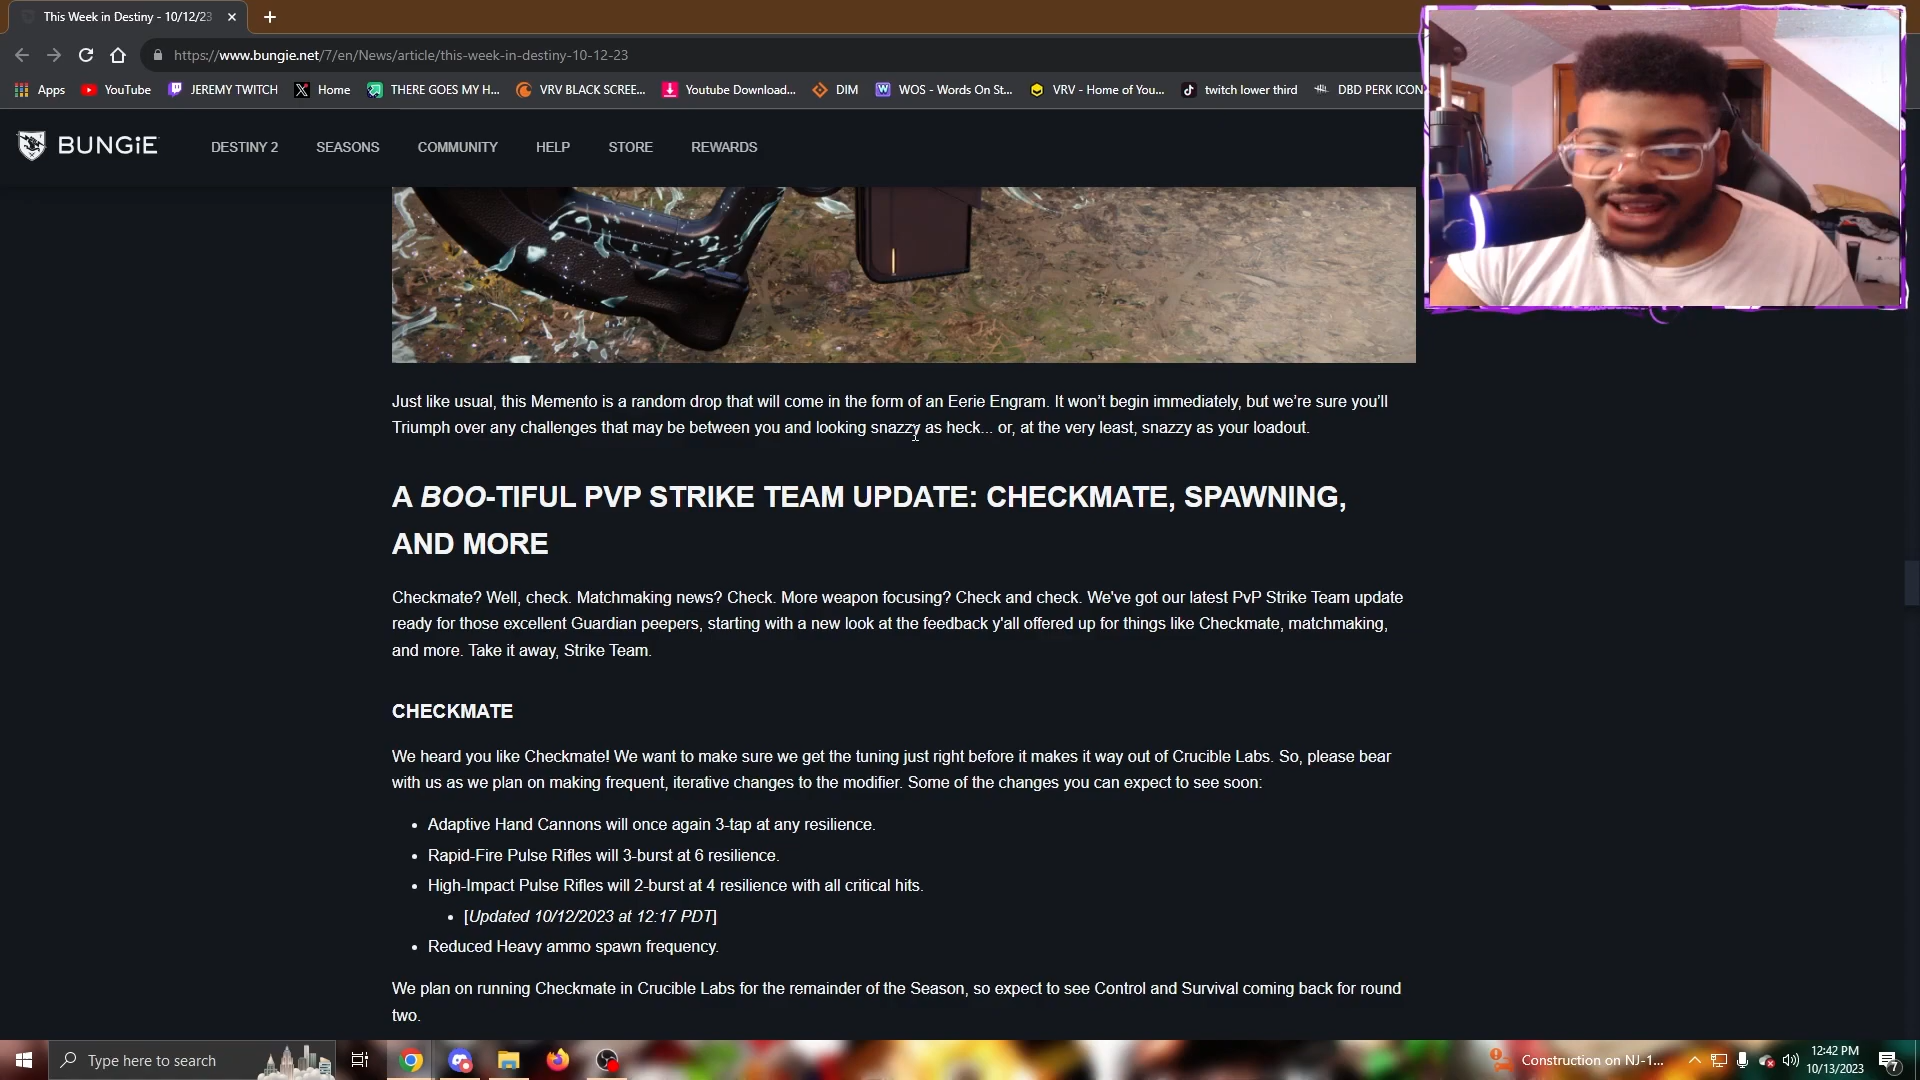 This Week in Destiny - 10/12/23
https://www.bungie.net/7/en/News/article/this-week-in-destiny-10-12-23
Apps YouTube JEREMY TWITCH Home THERE GOES MY H... VRV BLACK SCREE... Youtube Download... DIM WOS - Words On St... VRV - Home of You... twitch lower third DBD PERK ICON
BUNGiE DESTINY 2 SEASONS COMMUNITY HELP STORE REWARDS
Just like usual, this Memento is a random drop that will come in the form of an Eerie Engram. It won't begin immediately, but we're sure you'll
Triumph over any challenges that may be between you and looking snazzy as heck... or, at the very least, snazzy as your loadout.
A BOO-TIFUL PVP STRIKE TEAM UPDATE: CHECKMATE, SPAWNING,
AND MORE
Checkmate? Well, check. Matchmaking news? Check. More weapon focusing? Check and check. We've got our latest PvP Strike Team update
ready for those excellent Guardian peepers, starting with a new look at the feedback y'all offered up for things like Checkmate, matchmaking,
and more. Take it away, Strike Team.
CHECKMATE
We heard you like Checkmate! We want to make sure we get the tuning just right before it makes it way out of Crucible Labs. So, please bear
with us as we plan on making frequent, iterative changes to the modifier. Some of the changes you can expect to see soon:
• Adaptive Hand Cannons will once again 3-tap at any resilience.
• Rapid-Fire Pulse Rifles will 3-burst at 6 resilience.
• High-Impact Pulse Rifles will 2-burst at 4 resilience with all critical hits.
• [Updated 10/12/2023 at 12:17 PDT]
• Reduced Heavy ammo spawn frequency.
We plan on running Checkmate in Crucible Labs for the remainder of the Season, so expect to see Control and Survival coming back for round
two.
Type here to search
Construction on NJ-1...
12:42 PM
10/13/2023
7